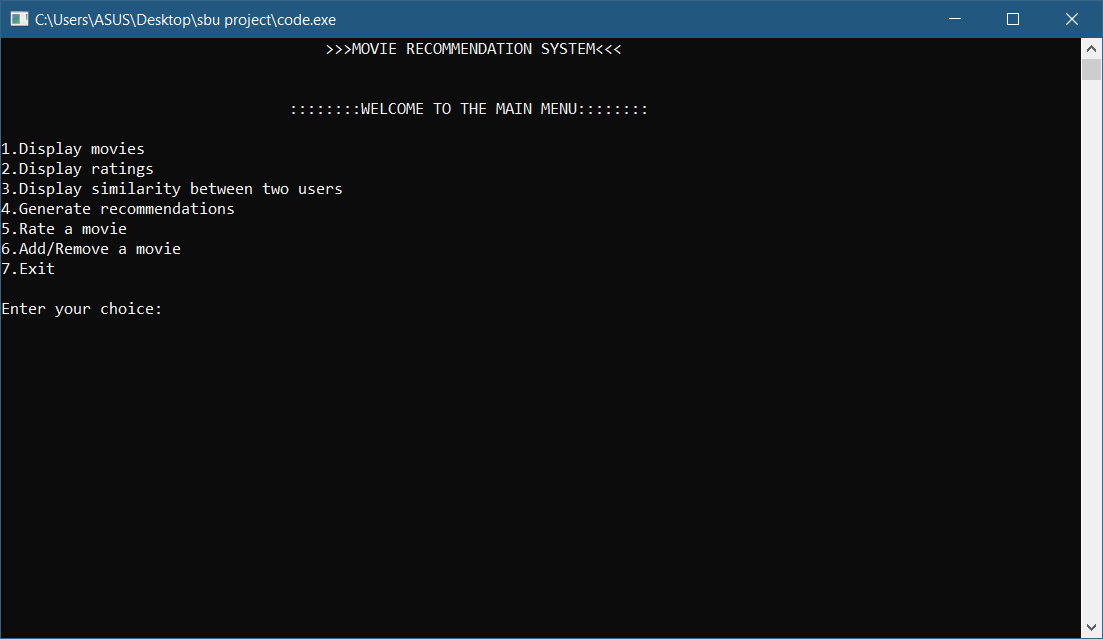 C:\Users\ASUS\Desktop\sbu project\code.exe
>>>MOVIE RECOMMENDATION SYSTEM<<<
::::::::WELCOME TO THE MAIN MENU::::::::
1.Display movies
2.Display ratings
3.Display similarity between two users
4.Generate recommendations
5.Rate a movie
6.Add/Remove a movie
7.Exit
Enter your choice: